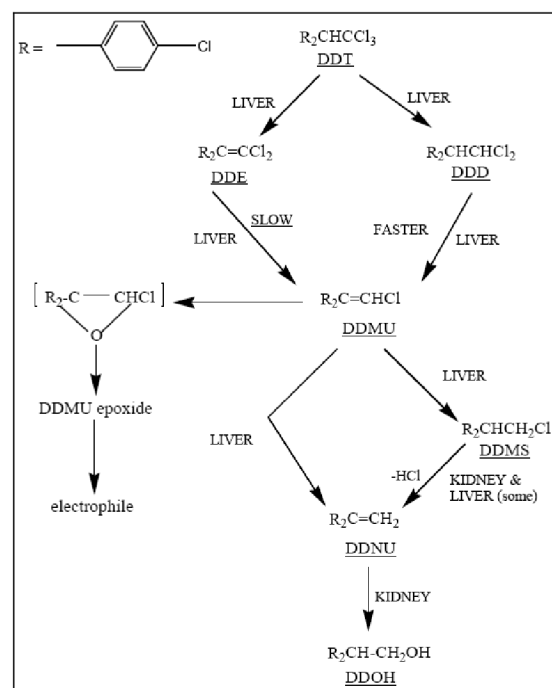 R =
Cl
R₂CHCCl₃
DDT
LIVER
LIVER
R₂C=CCl₂
DDE
R₂CHCHCl₂
DDD
SLOW
LIVER
FASTER
LIVER
[ R₂-C — CHCl ]
O
R₂C=CHCl
DDMU
DDMU epoxide
LIVER
LIVER
R₂CHCH₂Cl
DDMS
-HCl
KIDNEY &
LIVER (some)
electrophile
R₂C=CH₂
DDNU
KIDNEY
R₂CH-CH₂OH
DDOH